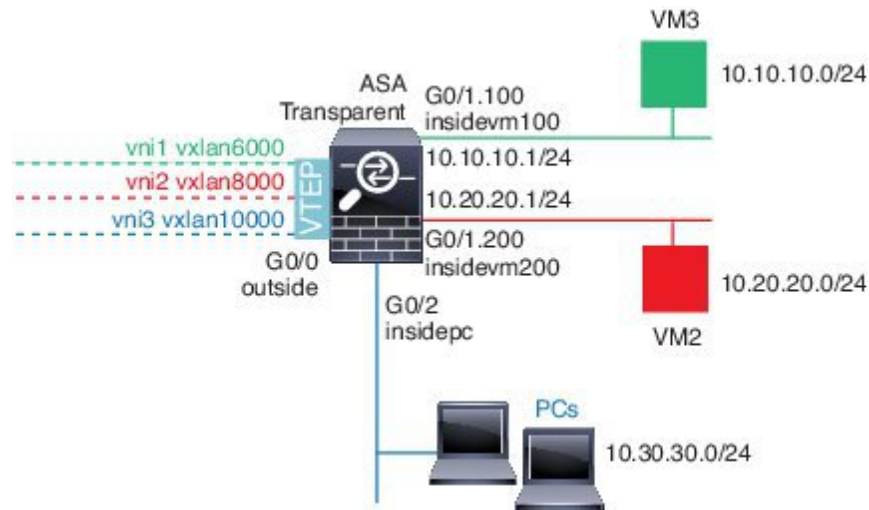 VM3
10.10.10.0/24
ASA
Transparent
G0/1.100
insidevm100
vni1 vxlan6000
vni2 vxlan8000
vni3 vxlan10000
VTEP
10.10.10.1/24
10.20.20.1/24
G0/1.200
insidevm200
G0/0
outside
10.20.20.0/24
VM2
G0/2
insidepc
PCs
10.30.30.0/24